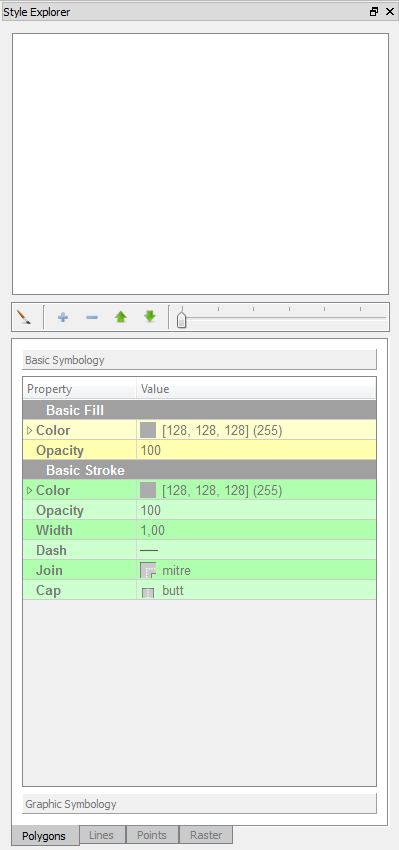 Style Explorer
Basic Symbology
Property Value
Basic Fill
Color [128, 128, 128] (255)
Opacity 100
Basic Stroke
Color [128, 128, 128] (255)
Opacity 100
Width 1,00
Dash
Join mitre
Cap butt
Graphic Symbology
Polygons Lines Points Raster